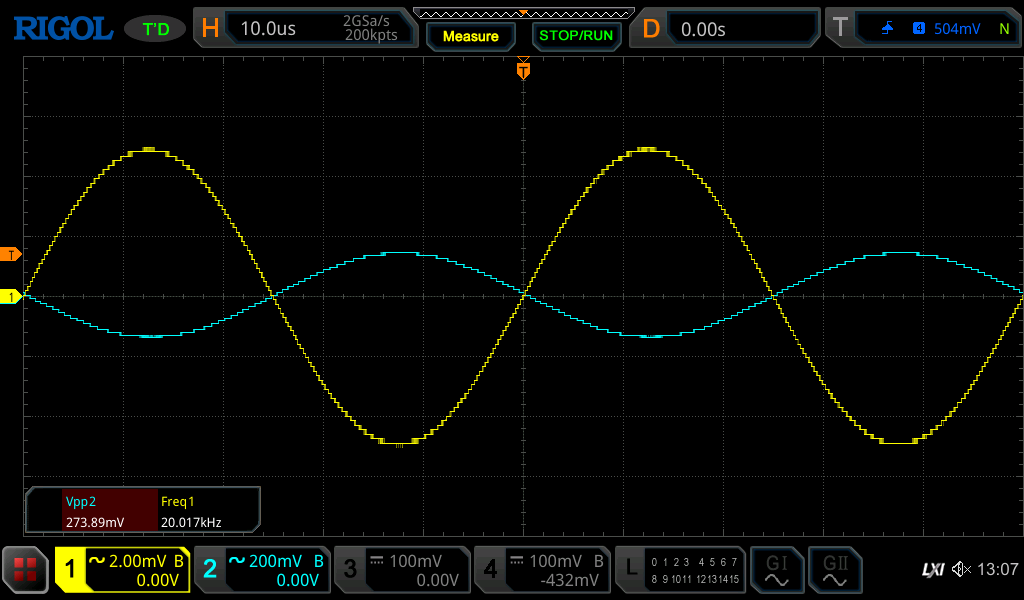 RIGOL T'D H 10.0us 2GSa/s 200kpts Measure STOP/RUN D 0.00s T 4 504mV N
T
T
1
Vpp2 Freq1
273.89mV 20.017kHz
1 2.00mV B 0.00V
2 200mV B 0.00V
3 100mV 0.00V
4 100mV B -432mV
L 0 1 2 3 4 5 6 7
8 9 10 11 12 13 14 15
GI GII
LXI 13:07